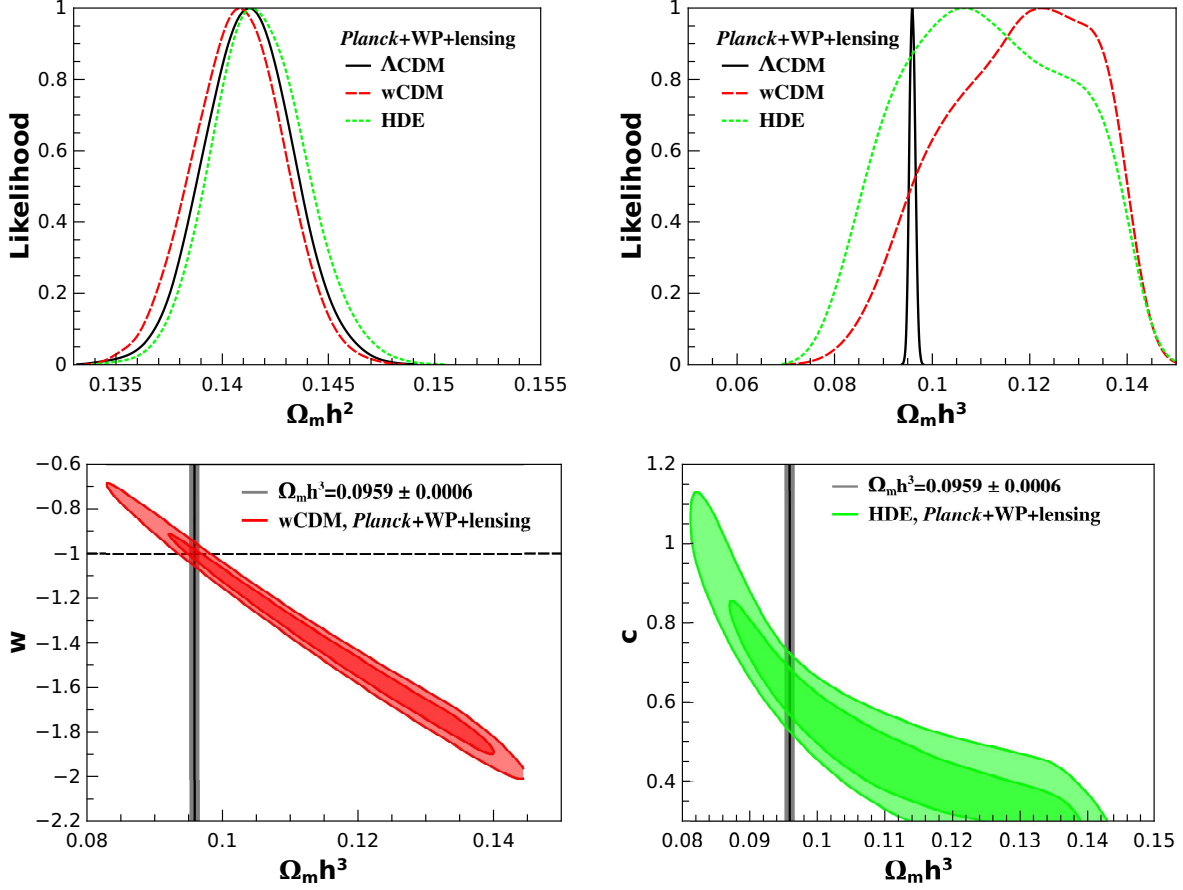 Planck+WP+lensing
ΛCDM
wCDM
HDE
Likelihood
1
0.8
0.6
0.4
0.2
0
0.135
0.14
0.145
0.15
0.155
Ωₘh²
Planck+WP+lensing
ΛCDM
wCDM
HDE
Likelihood
1
0.8
0.6
0.4
0.2
0
0.06
0.08
0.1
0.12
0.14
Ωₘh³
Ωₘh³=0.0959 ± 0.0006
wCDM, Planck+WP+lensing
w
−0.6
−0.8
−1
−1.2
−1.4
−1.6
−1.8
−2
−2.2
0.08
0.1
0.12
0.14
Ωₘh³
Ωₘh³=0.0959 ± 0.0006
HDE, Planck+WP+lensing
c
1.2
1
0.8
0.6
0.4
0.08
0.09
0.1
0.11
0.12
0.13
0.14
0.15
Ωₘh³